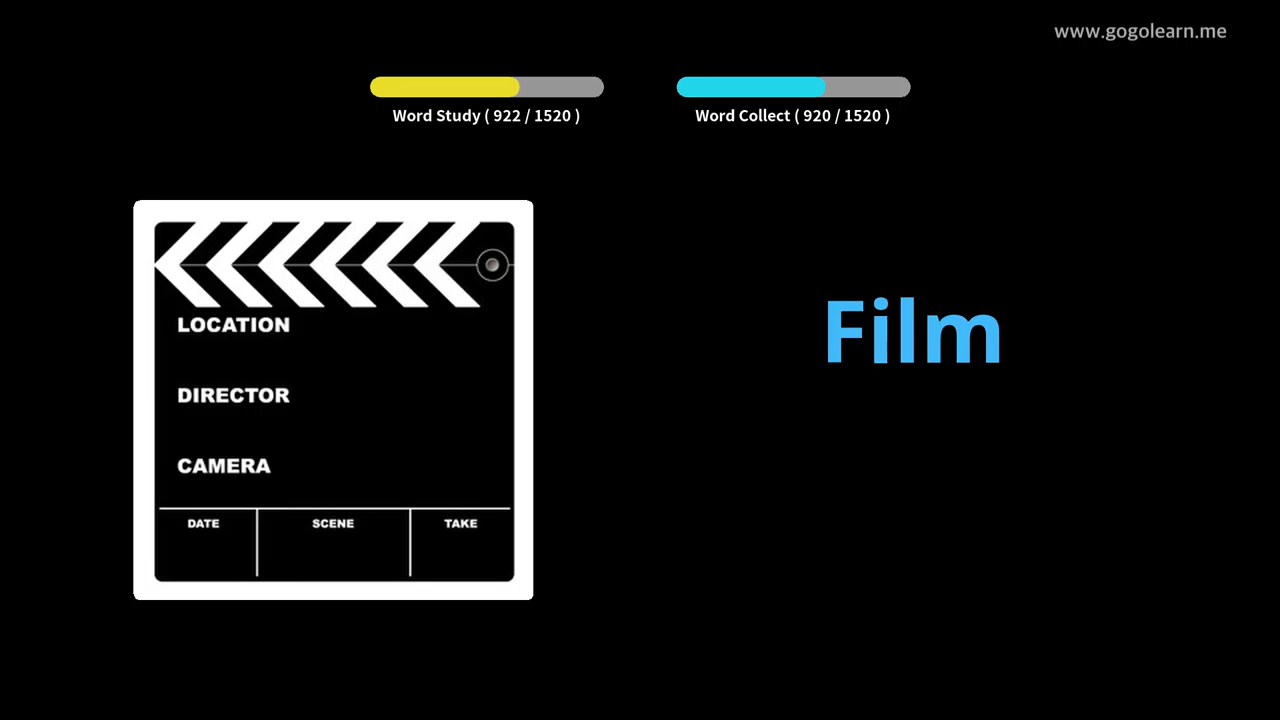 www.gogolearn.me
Word Study ( 922 / 1520 )
Word Collect ( 920 / 1520 )
LOCATION
DIRECTOR
CAMERA
DATE
SCENE
TAKE
Film